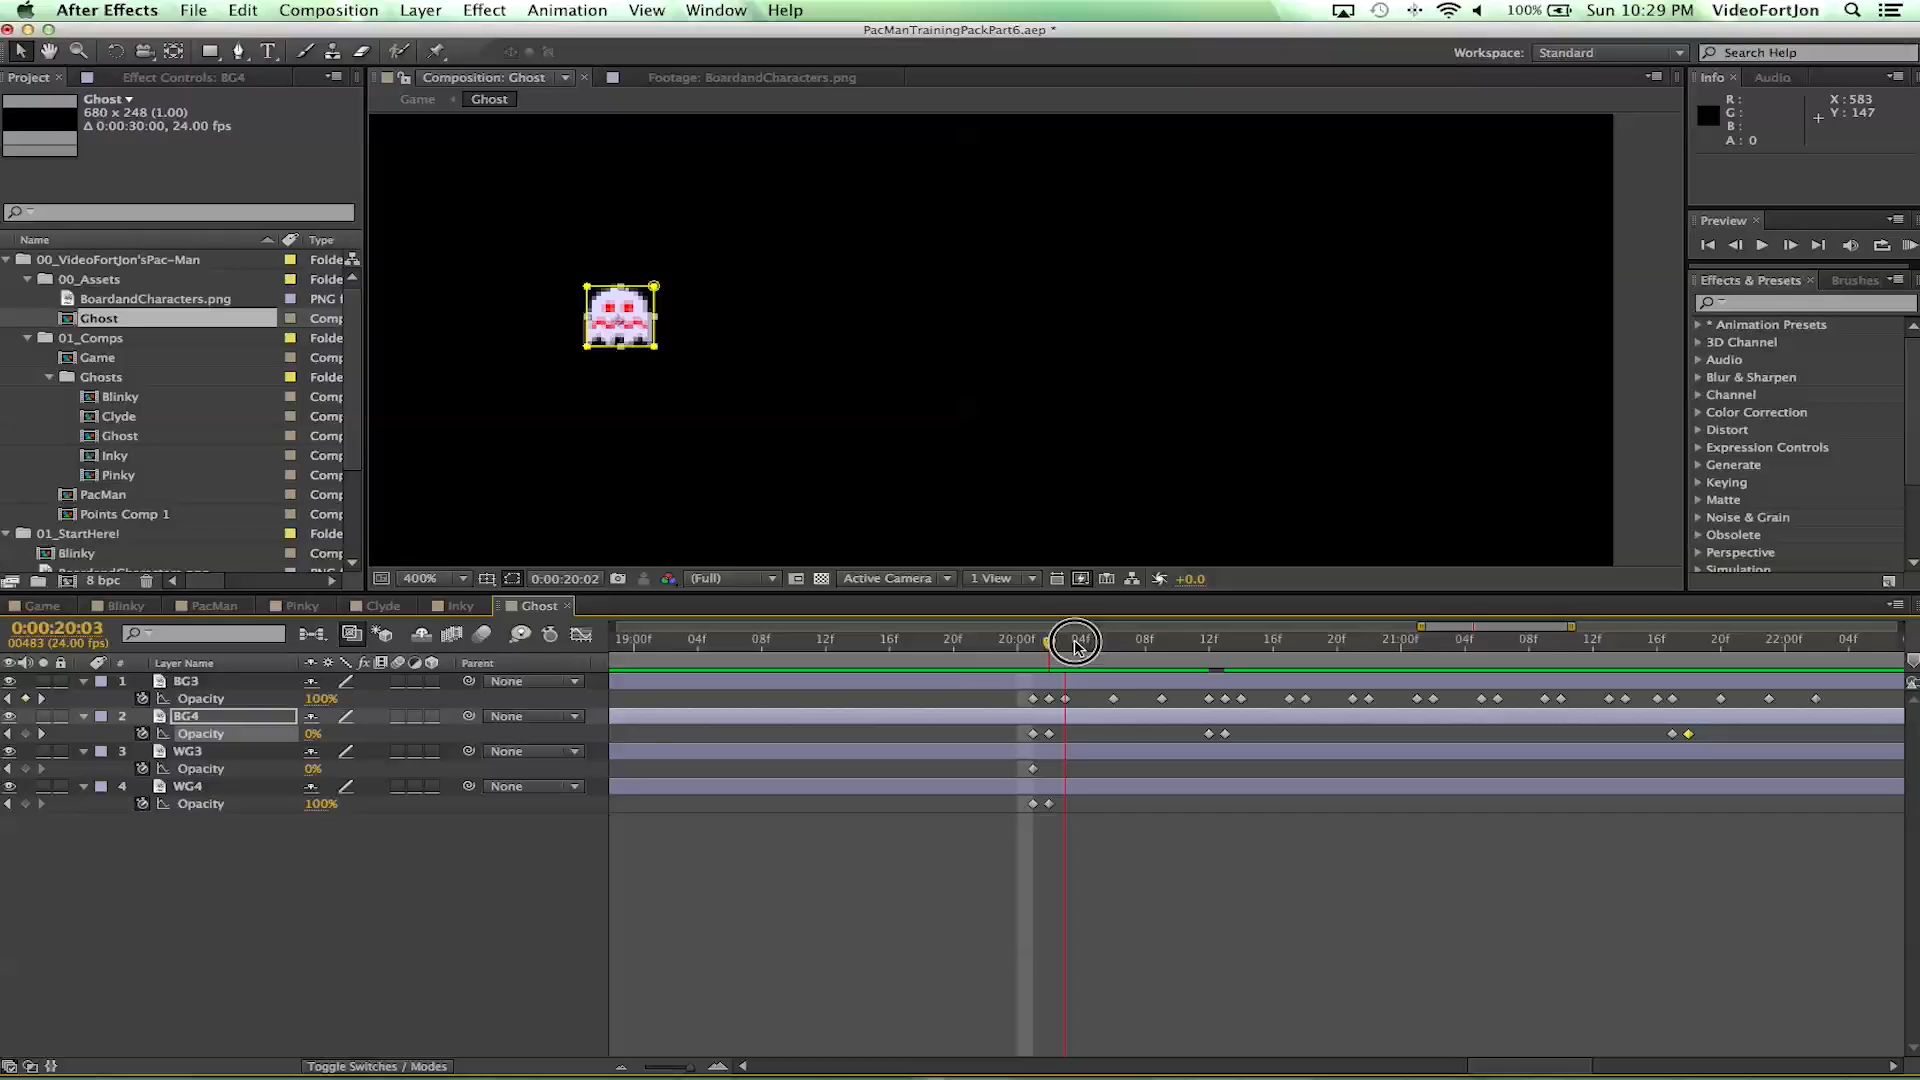 After Effects File Edit Composition Layer Effect Animation View Window Help 100% Sun 10:29 PM VideoFortJon
PacManTrainingPackPart6.aep *
Workspace: Standard Search Help
Project Effect Controls: BG4 Composition: Ghost Footage: BoardandCharacters.png Info Audio
Ghost
680 x 248 (1.00)
Δ 0:00:30:00, 24.00 fps
Game Ghost
R : X : 583
G : Y : 147
B :
A : 0
Preview
Effects & Presets Brushes
* Animation Presets
3D Channel
Audio
Blur & Sharpen
Channel
Color Correction
Distort
Expression Controls
Generate
Keying
Matte
Noise & Grain
Obsolete
Perspective
Simulation
Name Type
00_VideoFortJon'sPac-Man Folde
00_Assets Folde
BoardandCharacters.png PNG f
Ghost Comp
01_Comps Folde
Game Comp
Ghosts Folde
Blinky Comp
Clyde Comp
Ghost Comp
Inky Comp
Pinky Comp
PacMan Comp
Points Comp 1 Comp
01_StartHere! Folde
Blinky Comp
8 bpc
400% 0:00:20:02 (Full) Active Camera 1 View +0.0
Game Blinky PacMan Pinky Clyde Inky Ghost
0:00:20:03
00483 (24.00 fps)
19:00f 04f 08f 12f 16f 20f 20:00f 04f 08f 12f 16f 20f 21:00f 04f 08f 12f 16f 20f 22:00f 04f
# Layer Name fx Parent
1 BG3 None
Opacity 100%
2 BG4 None
Opacity 0%
3 WG3 None
Opacity 0%
4 WG4 None
Opacity 100%
Toggle Switches / Modes